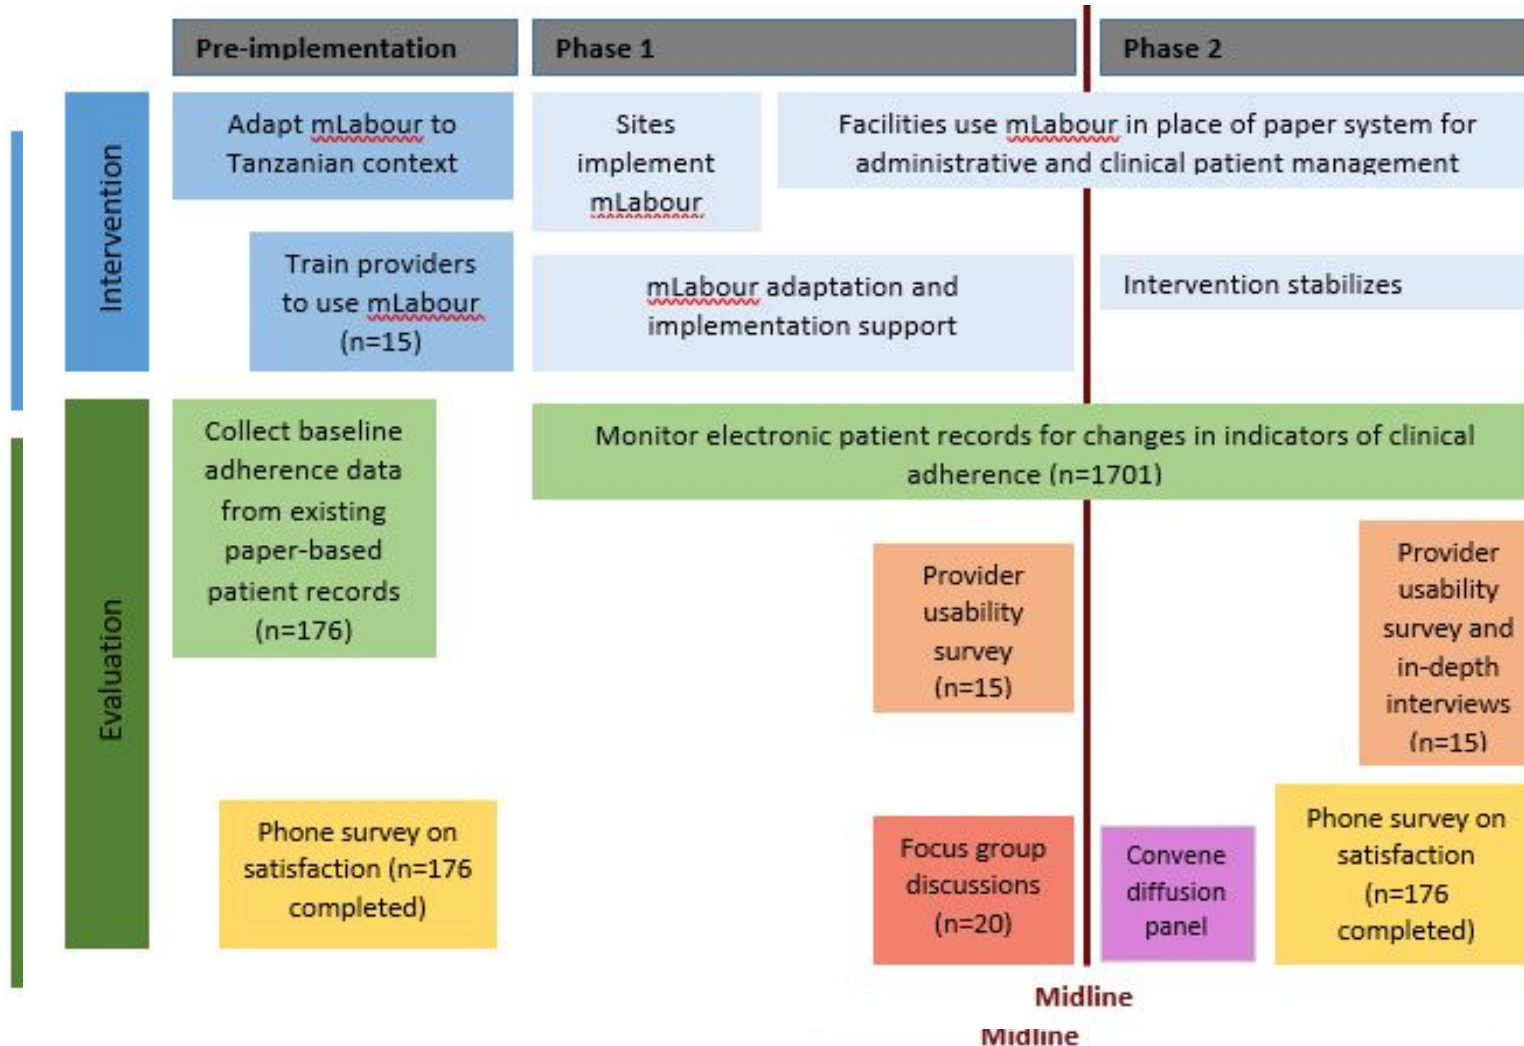 Pre-implementation
Phase 1
Phase 2
Intervention
Adapt mLabour to
Tanzanian context
Sites
implement
mLabour
Facilities use mLabour in place of paper system for
administrative and clinical patient management
Train providers
to use mLabour
(n=15)
mLabour adaptation and
implementation support
Intervention stabilizes
Evaluation
Collect baseline
adherence data
from existing
paper-based
patient records
(n=176)
Monitor electronic patient records for changes in indicators of clinical
adherence (n=1701)
Provider
usability
survey
(n=15)
Provider
usability
survey and
in-depth
interviews
(n=15)
Phone survey on
satisfaction (n=176
completed)
Focus group
discussions
(n=20)
Convene
diffusion
panel
Phone survey on
satisfaction
(n=176
completed)
Midline
Midline